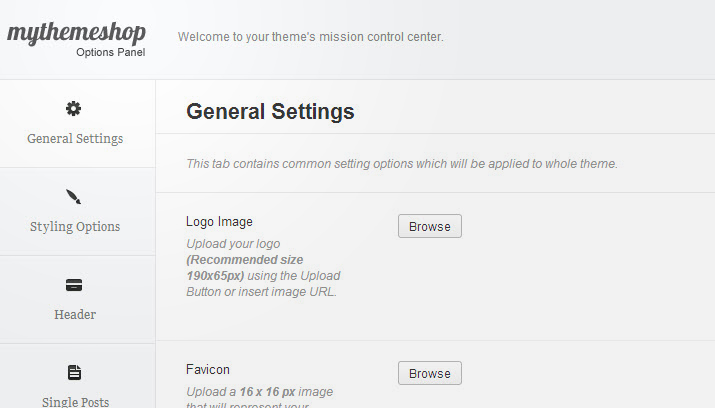 mythemeshop
Options Panel
Welcome to your theme's mission control center.
General Settings
Styling Options
Header
Single Posts
General Settings
This tab contains common setting options which will be applied to whole theme.
Logo Image
Browse
Upload your logo
(Recommended size
190x65px) using the Upload
Button or insert image URL.
Favicon
Browse
Upload a 16 x 16 px image
that will represent your